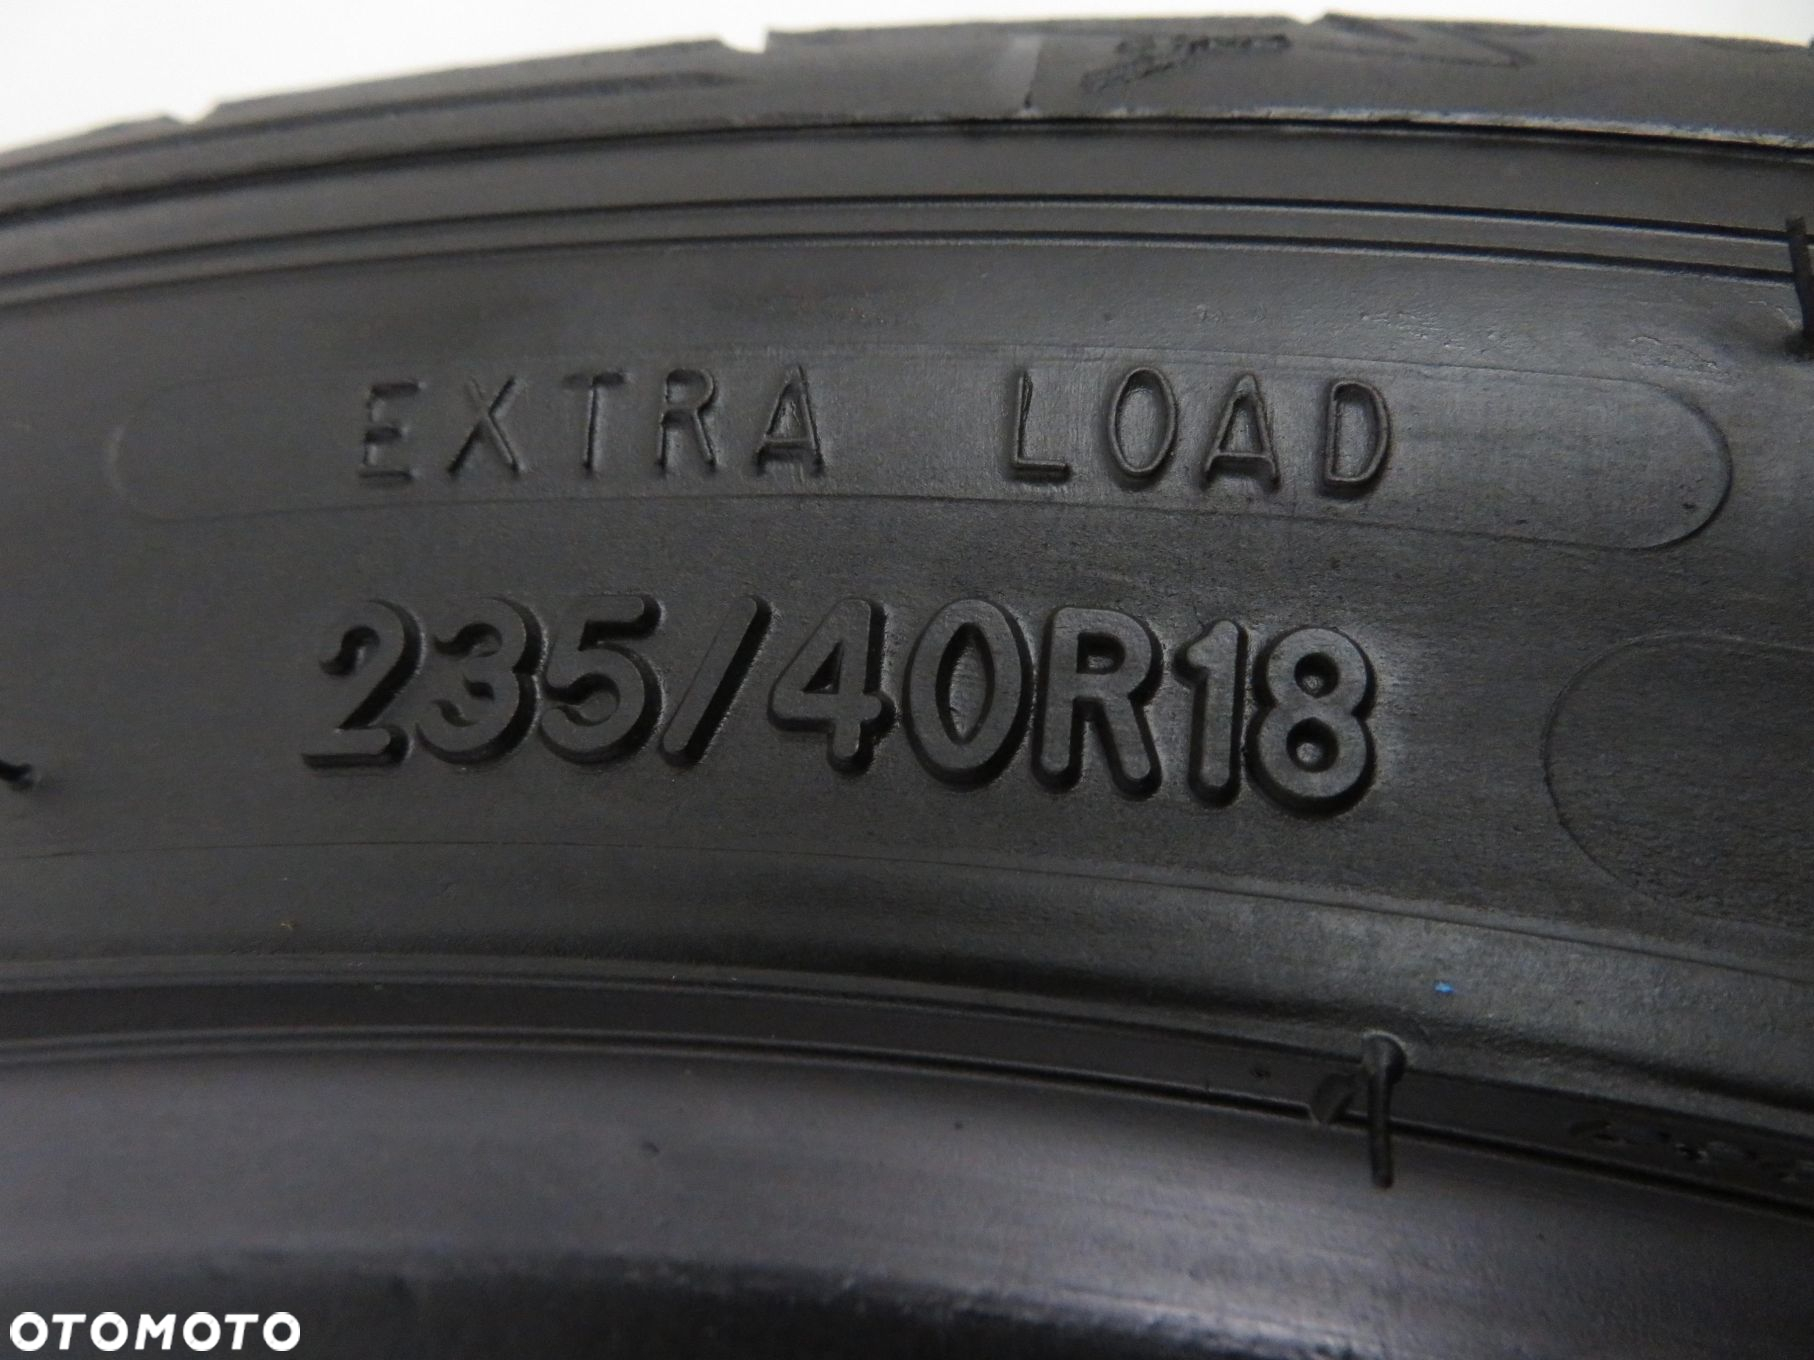 EXTRA LOAD
235/40R18
OTOMOTO